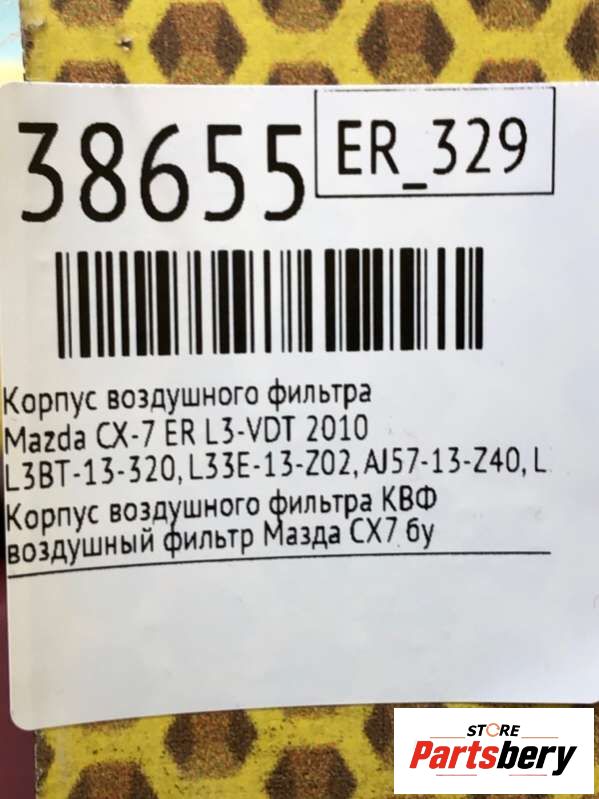 38655
ER_329
Корпус воздушного фильтра
Mazda CX-7 ER L3-VDT 2010
L3BT-13-320, L33E-13-Z02, AJ57-13-Z40, L
Корпус воздушного фильтра КВФ
воздушный фильтр Мазда СХ7 бу
STORE
Partsbery